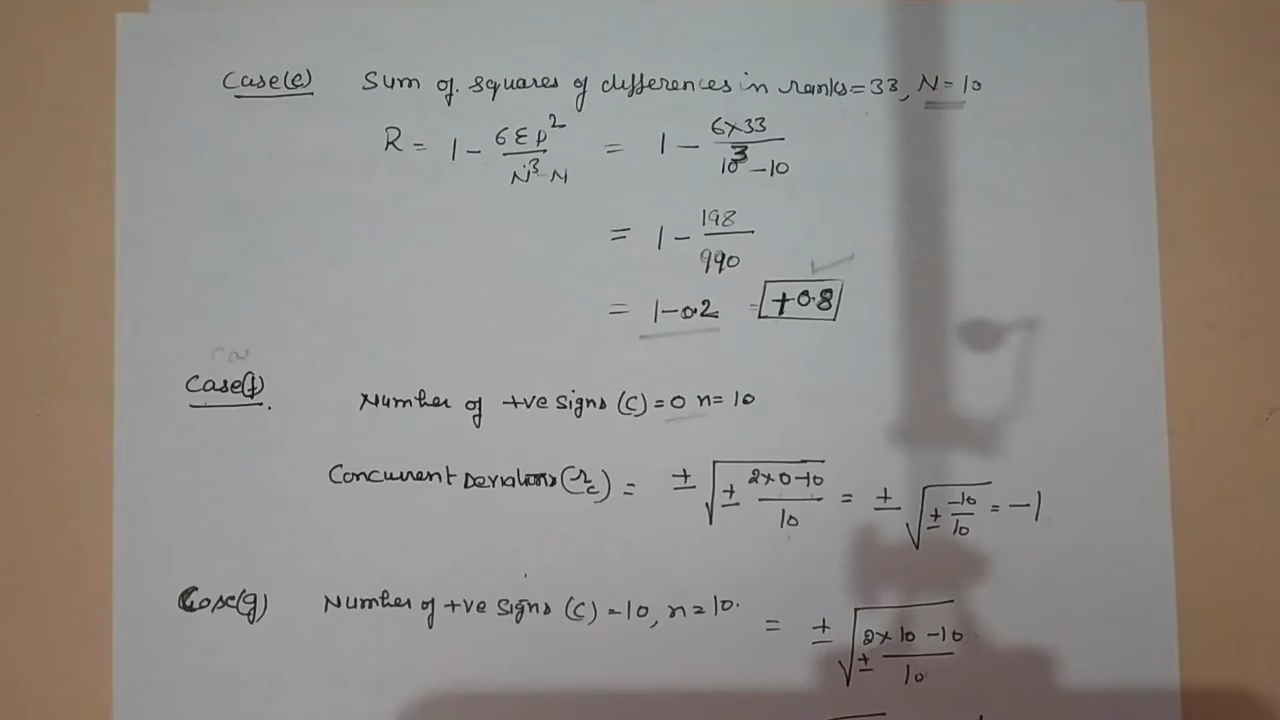 Case(e) Sum of squares of differences in ranks = 33, N = 10
R = 1 - 6ΣD²/N³-N = 1 - 6×33/10³-10
= 1 - 198/990
= 1-0.2 = +0.8
Case(f). Number of +ve signs (C) = 0 n = 10
Concurrent Deviations (rc) = ± √± 2×0-10/10 = ± √± -10/10 = -1
Case(g) Number of +ve signs (C) = 10, n = 10. = ± √± 2×10-10/10